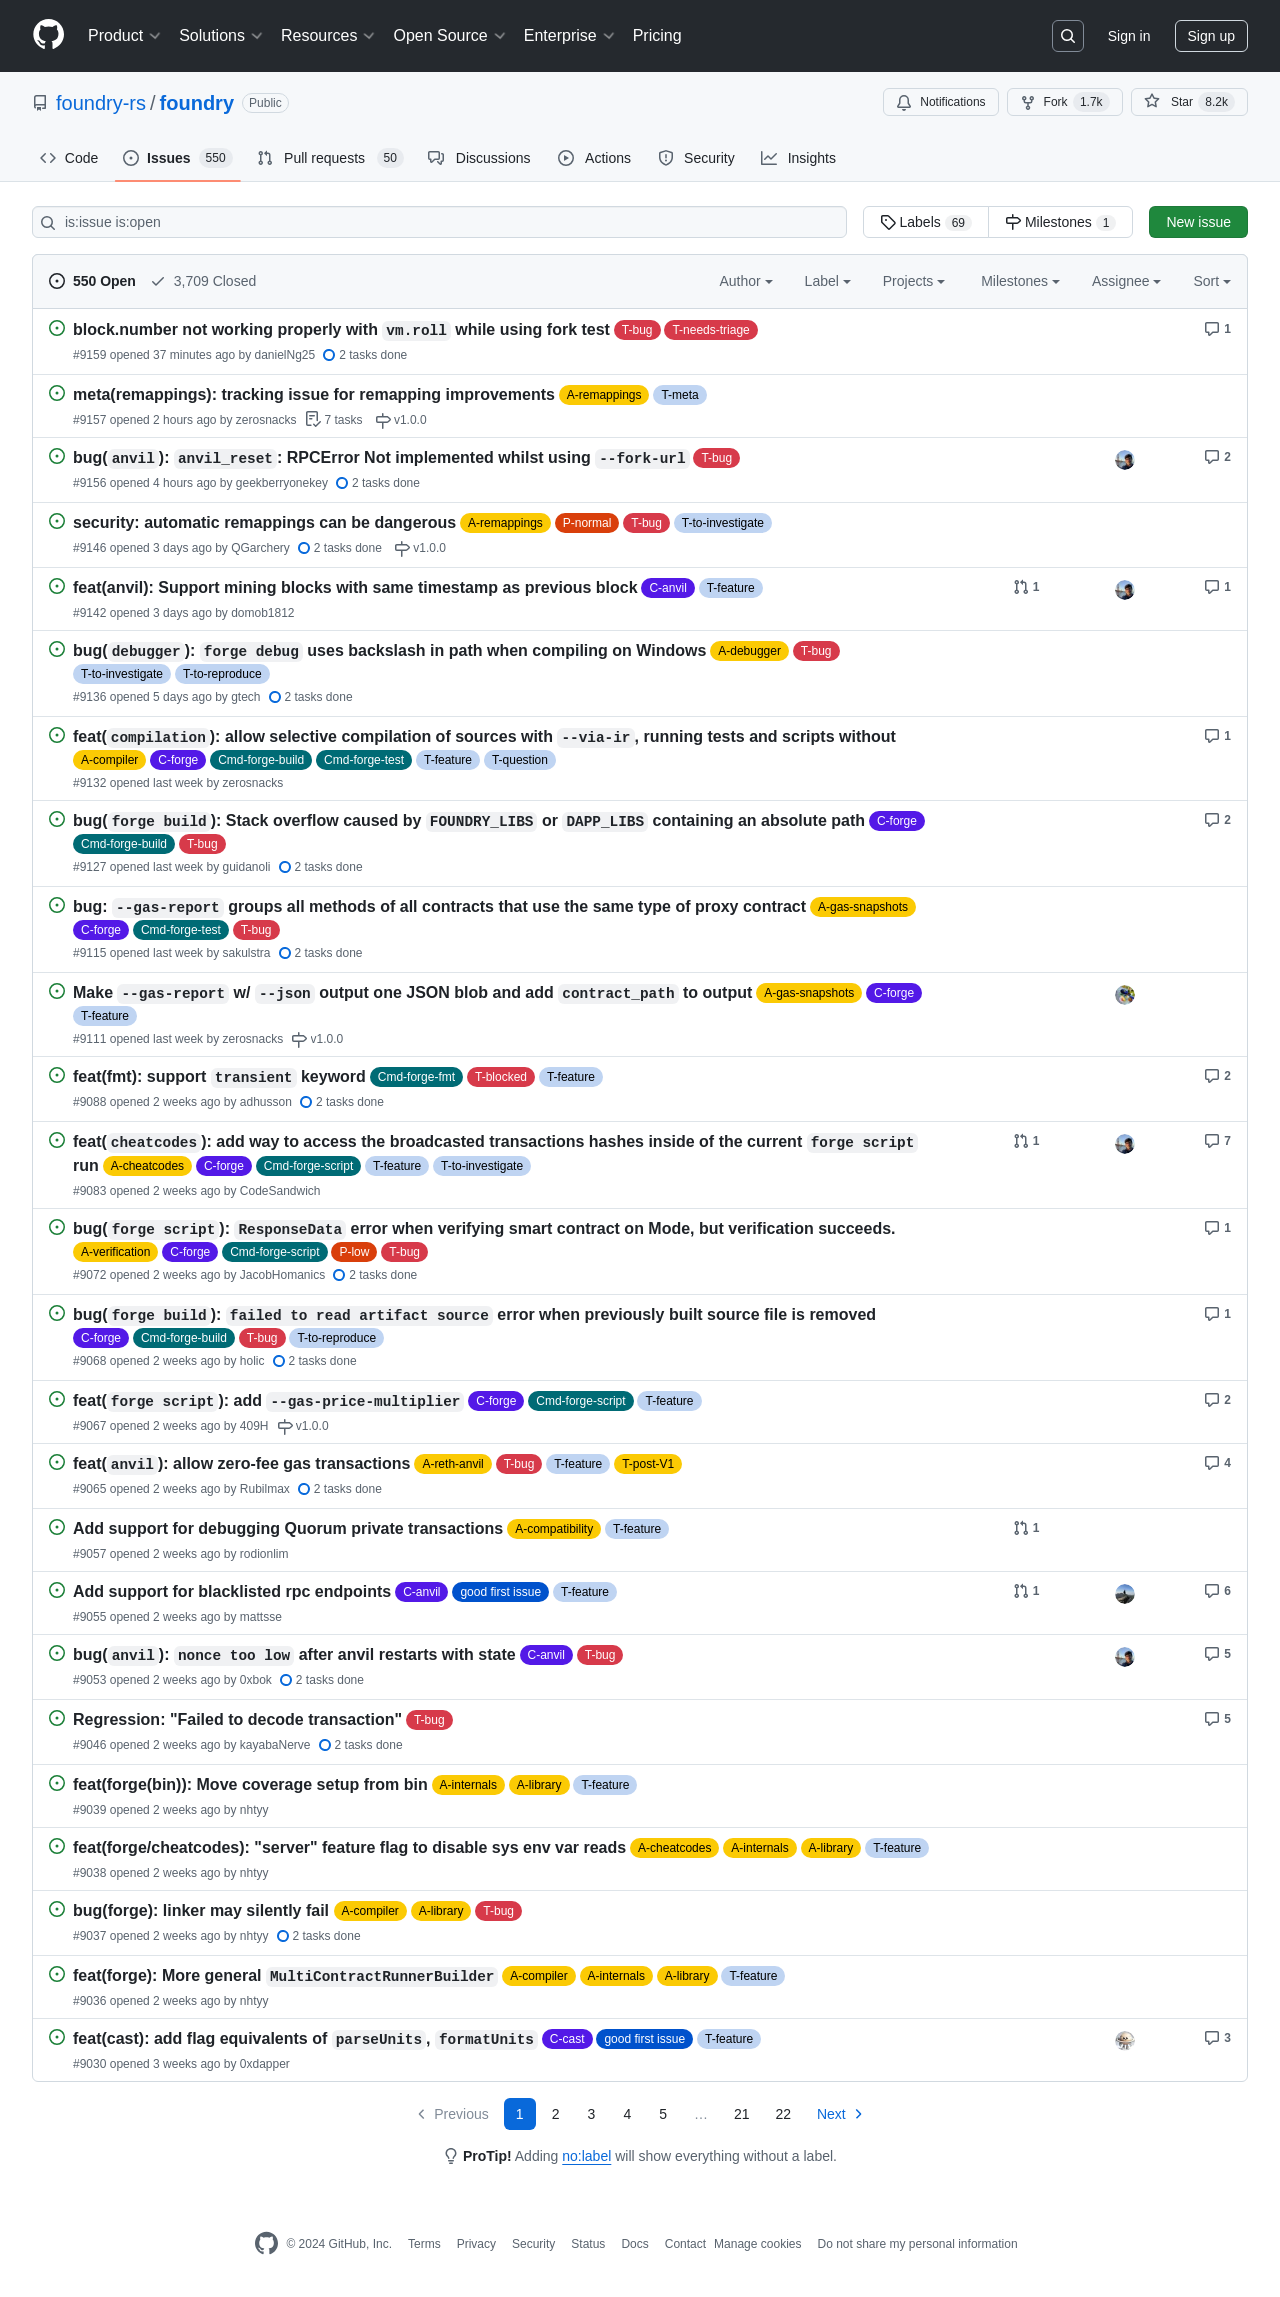 Product Solutions Resources Open Source Enterprise Pricing Sign in Sign up
foundry-rs / foundry Public Notifications Fork 1.7k Star 8.2k
Code Issues 550 Pull requests 50 Discussions Actions Security Insights
is:issue is:open Labels 69 Milestones 1 New issue
550 Open 3,709 Closed Author Label Projects Milestones Assignee Sort
block.number not working properly with vm.roll while using fork test T-bug T-needs-triage 1
#9159 opened 37 minutes ago by danielNg25 2 tasks done
meta(remappings): tracking issue for remapping improvements A-remappings T-meta
#9157 opened 2 hours ago by zerosnacks 7 tasks v1.0.0
bug(anvil): anvil_reset: RPCError Not implemented whilst using --fork-url T-bug 2
#9156 opened 4 hours ago by geekberryonekey 2 tasks done
security: automatic remappings can be dangerous A-remappings P-normal T-bug T-to-investigate
#9146 opened 3 days ago by QGarchery 2 tasks done v1.0.0
feat(anvil): Support mining blocks with same timestamp as previous block C-anvil T-feature 1 1
#9142 opened 3 days ago by domob1812
bug(debugger): forge debug uses backslash in path when compiling on Windows A-debugger T-bug
T-to-investigate T-to-reproduce
#9136 opened 5 days ago by gtech 2 tasks done
feat(compilation): allow selective compilation of sources with --via-ir, running tests and scripts without 1
A-compiler C-forge Cmd-forge-build Cmd-forge-test T-feature T-question
#9132 opened last week by zerosnacks
bug(forge build): Stack overflow caused by FOUNDRY_LIBS or DAPP_LIBS containing an absolute path C-forge 2
Cmd-forge-build T-bug
#9127 opened last week by guidanoli 2 tasks done
bug: --gas-report groups all methods of all contracts that use the same type of proxy contract A-gas-snapshots
C-forge Cmd-forge-test T-bug
#9115 opened last week by sakulstra 2 tasks done
Make --gas-report w/ --json output one JSON blob and add contract_path to output A-gas-snapshots C-forge
T-feature
#9111 opened last week by zerosnacks v1.0.0
feat(fmt): support transient keyword Cmd-forge-fmt T-blocked T-feature 2
#9088 opened 2 weeks ago by adhusson 2 tasks done
feat(cheatcodes): add way to access the broadcasted transactions hashes inside of the current forge script 1 7
run A-cheatcodes C-forge Cmd-forge-script T-feature T-to-investigate
#9083 opened 2 weeks ago by CodeSandwich
bug(forge script): ResponseData error when verifying smart contract on Mode, but verification succeeds. 1
A-verification C-forge Cmd-forge-script P-low T-bug
#9072 opened 2 weeks ago by JacobHomanics 2 tasks done
bug(forge build): failed to read artifact source error when previously built source file is removed 1
C-forge Cmd-forge-build T-bug T-to-reproduce
#9068 opened 2 weeks ago by holic 2 tasks done
feat(forge script): add --gas-price-multiplier C-forge Cmd-forge-script T-feature 2
#9067 opened 2 weeks ago by 409H v1.0.0
feat(anvil): allow zero-fee gas transactions A-reth-anvil T-bug T-feature T-post-V1 4
#9065 opened 2 weeks ago by Rubilmax 2 tasks done
Add support for debugging Quorum private transactions A-compatibility T-feature 1
#9057 opened 2 weeks ago by rodionlim
Add support for blacklisted rpc endpoints C-anvil good first issue T-feature 1 6
#9055 opened 2 weeks ago by mattsse
bug(anvil): nonce too low after anvil restarts with state C-anvil T-bug 5
#9053 opened 2 weeks ago by 0xbok 2 tasks done
Regression: "Failed to decode transaction" T-bug 5
#9046 opened 2 weeks ago by kayabaNerve 2 tasks done
feat(forge(bin)): Move coverage setup from bin A-internals A-library T-feature
#9039 opened 2 weeks ago by nhtyy
feat(forge/cheatcodes): "server" feature flag to disable sys env var reads A-cheatcodes A-internals A-library T-feature
#9038 opened 2 weeks ago by nhtyy
bug(forge): linker may silently fail A-compiler A-library T-bug
#9037 opened 2 weeks ago by nhtyy 2 tasks done
feat(forge): More general MultiContractRunnerBuilder A-compiler A-internals A-library T-feature
#9036 opened 2 weeks ago by nhtyy
feat(cast): add flag equivalents of parseUnits, formatUnits C-cast good first issue T-feature 3
#9030 opened 3 weeks ago by 0xdapper
Previous 1 2 3 4 5 … 21 22 Next
ProTip! Adding no:label will show everything without a label.
© 2024 GitHub, Inc. Terms Privacy Security Status Docs Contact Manage cookies Do not share my personal information